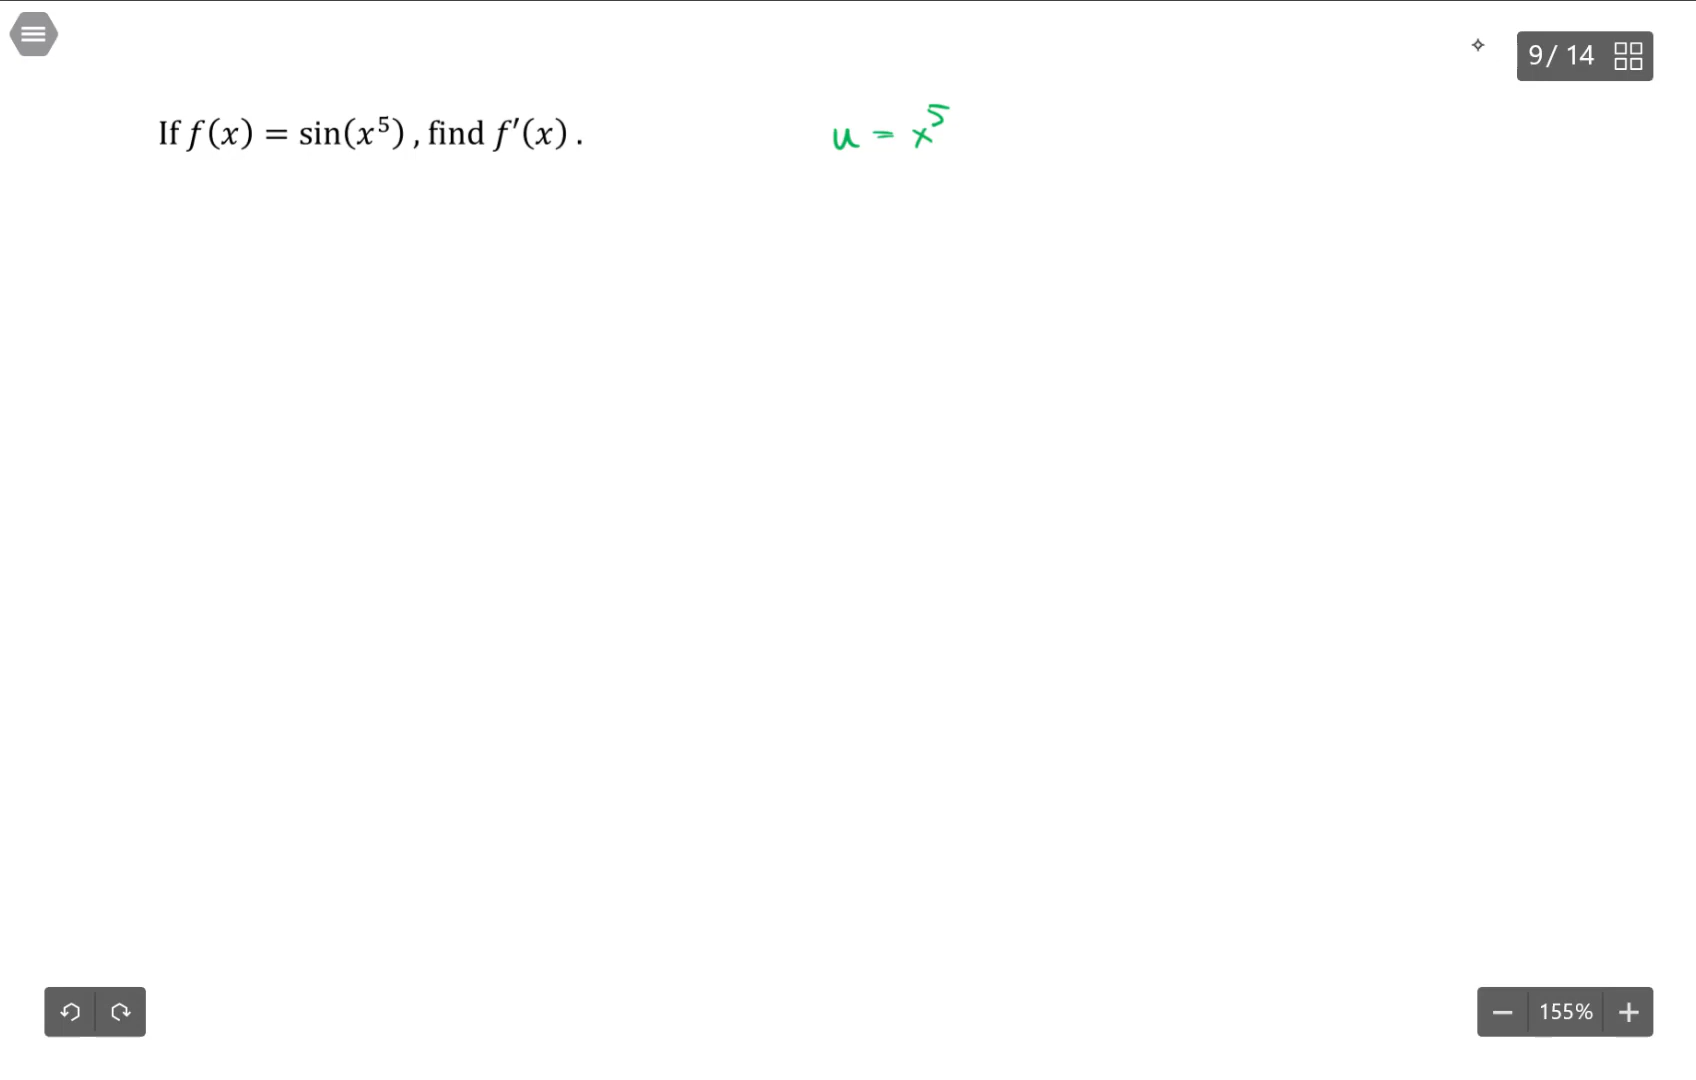 9/ 14
If f(x) = sin(x⁵) , find f′(x) .
u = x⁵
155%